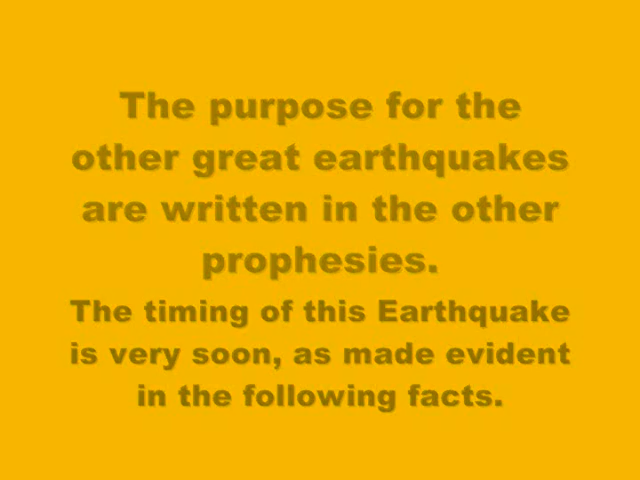 The purpose for the
other great earthquakes
are written in the other
prophesies.
The timing of this Earthquake
is very soon, as made evident
in the following facts.